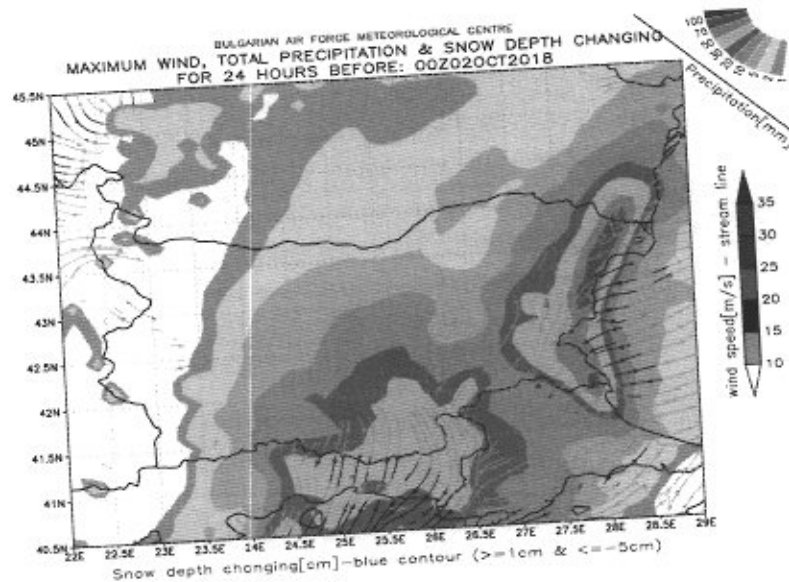 BULGARIAN AIR FORCE METEOROLOGICAL CENTRE
MAXIMUM WIND, TOTAL PRECIPITATION & SNOW DEPTH CHANGING
FOR 24 HOURS BEFORE: 00Z02OCT2018
100
70
Precipitation[mm]
45.5N
45N
44.5N
44N
43.5N
43N
42.5N
42N
41.5N
41N
40.5N
22E
22.5E
23E
23.5E
24E
24.5E
25E
25.5E
26E
26.5E
27E
27.5E
28E
28.5E
29E
35
30
25
20
15
10
wind speed[m/s] - stream line
Snow depth changing[cm]-blue contour (>=1cm & <=-5cm)